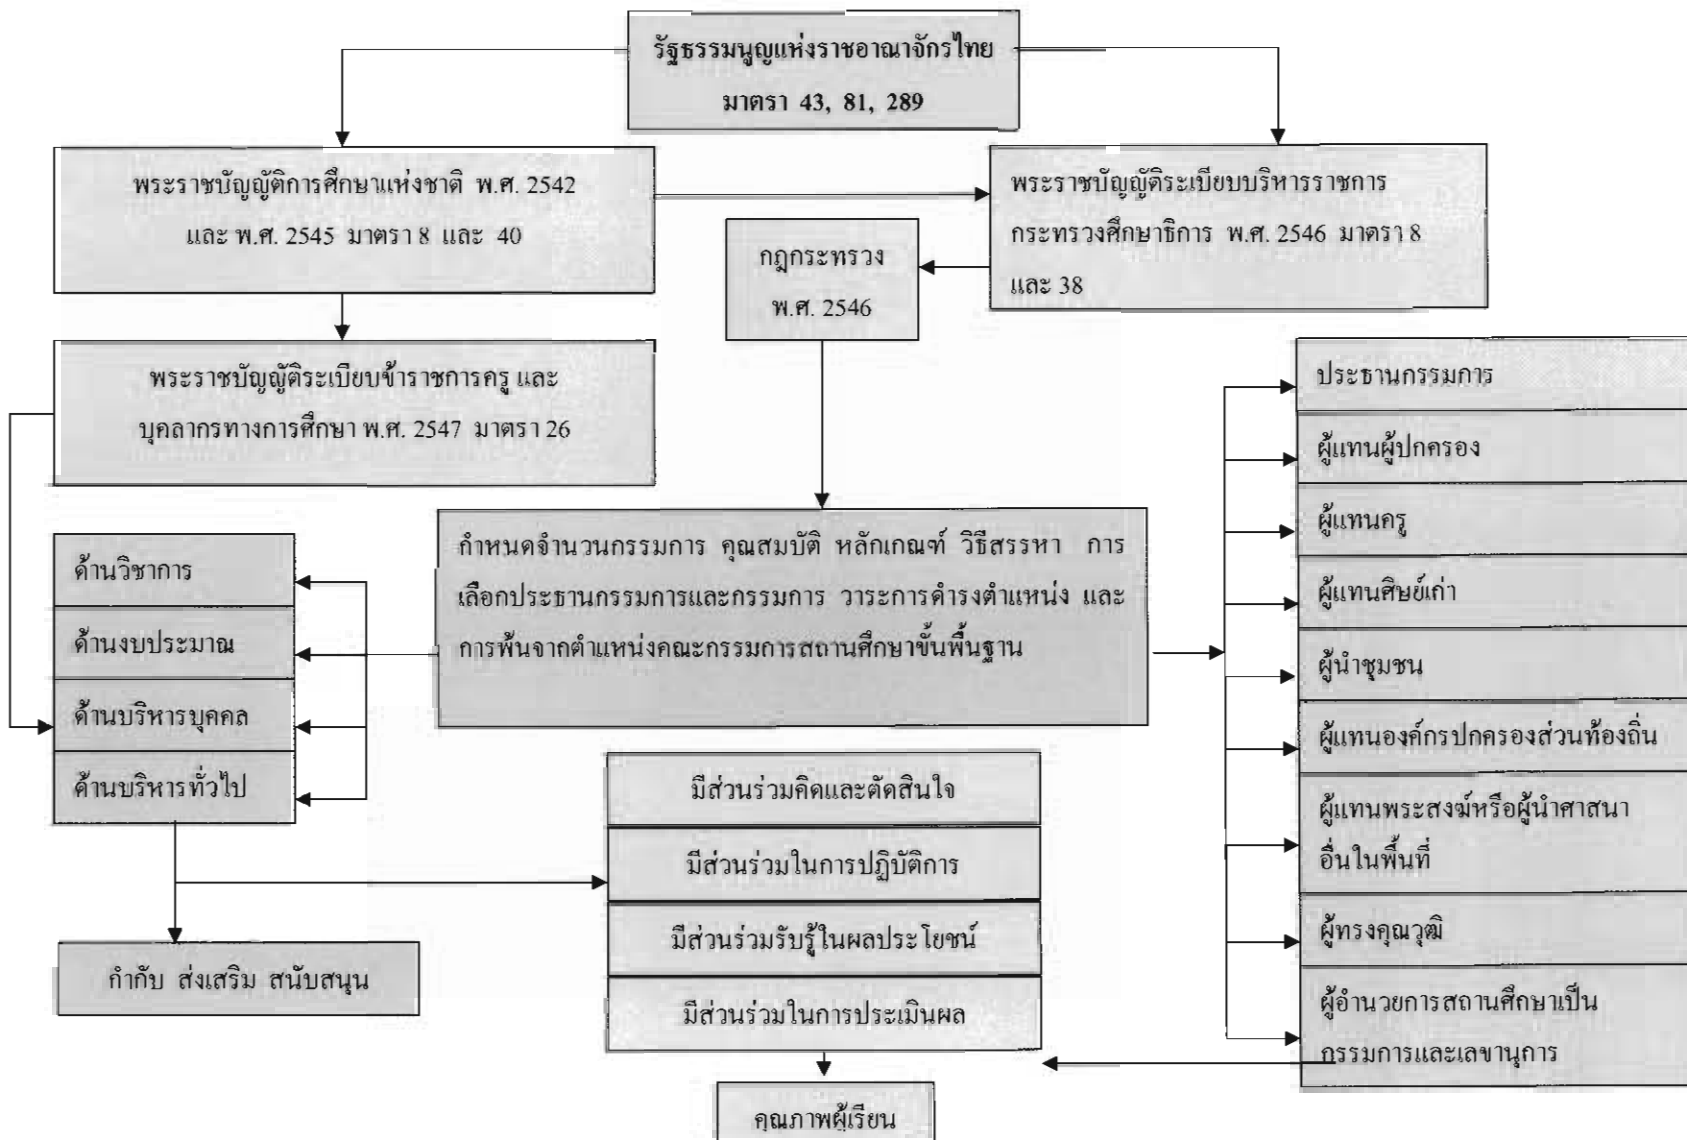 รัฐธรรมนูญแห่งราชอาณาจักรไทย
มาตรา 43, 81, 289
พระราชบัญญัติการศึกษาแห่งชาติ พ.ศ. 2542
และ พ.ศ. 2545 มาตรา 8 และ 40
พระราชบัญญัติระเบียบบริหารราชการ
กระทรวงศึกษาธิการ พ.ศ. 2546 มาตรา 8
และ 38
กฎกระทรวง
พ.ศ. 2546
พระราชบัญญัติระเบียบข้าราชการครู และ
บุคลากรทางการศึกษา พ.ศ. 2547 มาตรา 26
กำหนดจำนวนกรรมการ คุณสมบัติ หลักเกณฑ์ วิธีสรรหา การ
เลือกประธานกรรมการและกรรมการ วาระการดำรงตำแหน่ง และ
การพ้นจากตำแหน่งคณะกรรมการสถานศึกษาขั้นพื้นฐาน
ด้านวิชาการ
ด้านงบประมาณ
ด้านบริหารบุคคล
ด้านบริหารทั่วไป
ประธานกรรมการ
ผู้แทนผู้ปกครอง
ผู้แทนครู
ผู้แทนศิษย์เก่า
ผู้นำชุมชน
ผู้แทนองค์กรปกครองส่วนท้องถิ่น
ผู้แทนพระสงฆ์หรือผู้นำศาสนา
อื่นในพื้นที่
ผู้ทรงคุณวุฒิ
ผู้อำนวยการสถานศึกษาเป็น
กรรมการและเลขานุการ
มีส่วนร่วมคิดและตัดสินใจ
มีส่วนร่วมในการปฏิบัติการ
มีส่วนร่วมรับรู้ในผลประโยชน์
มีส่วนร่วมในการประเมินผล
กำกับ ส่งเสริม สนับสนุน
คุณภาพผู้เรียน